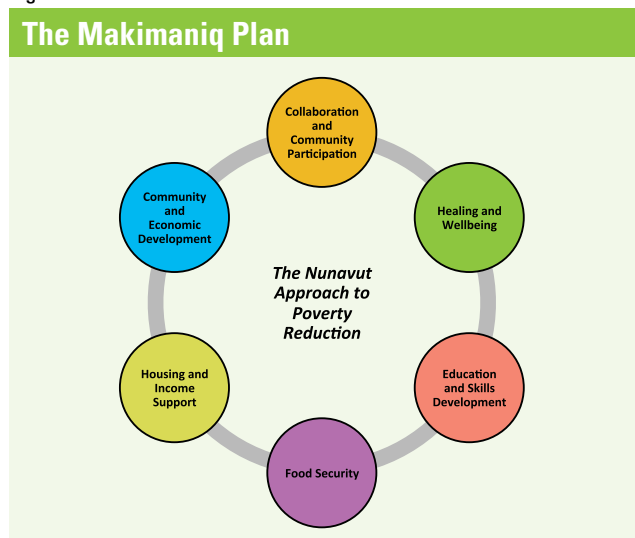 The Makimaniq Plan
Collaboration
and
Community
Participation
Healing and
Wellbeing
Education
and Skills
Development
Food Security
Housing and
Income
Support
Community
and
Economic
Development
The Nunavut
Approach to
Poverty
Reduction